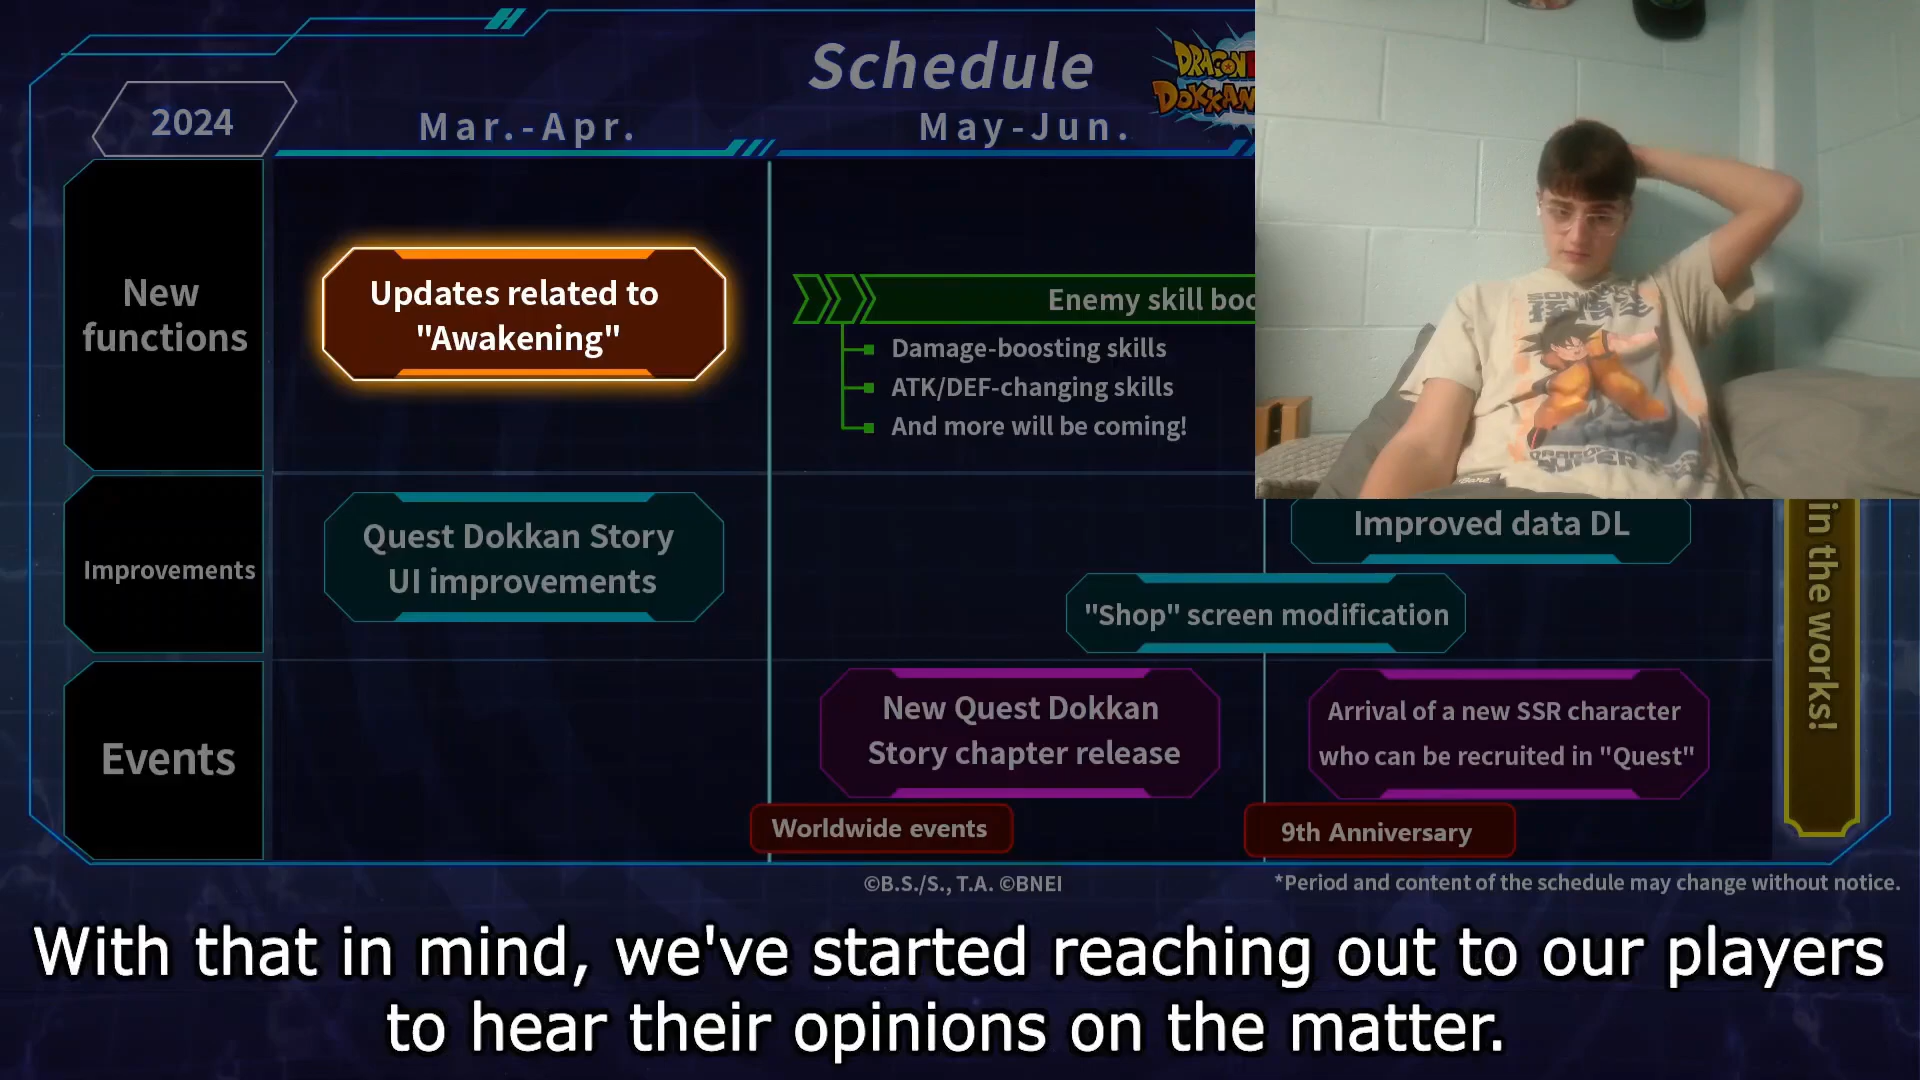 Schedule
DRAGON
DOKKAN
2024
Mar.-Apr.
May-Jun.
New
functions
Updates related to
"Awakening"
Enemy skill boo
Damage-boosting skills
ATK/DEF-changing skills
And more will be coming!
Improvements
Quest Dokkan Story
UI improvements
Improved data DL
"Shop" screen modification
in the works!
Events
New Quest Dokkan
Story chapter release
Arrival of a new SSR character
who can be recruited in "Quest"
Worldwide events
9th Anniversary
©B.S./S., T.A. ©BNEI
*Period and content of the schedule may change without notice.
With that in mind, we've started reaching out to our players
to hear their opinions on the matter.